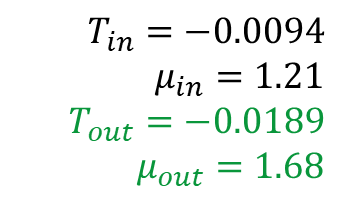 T_in = −0.0094
μ_in = 1.21
T_out = −0.0189
μ_out = 1.68